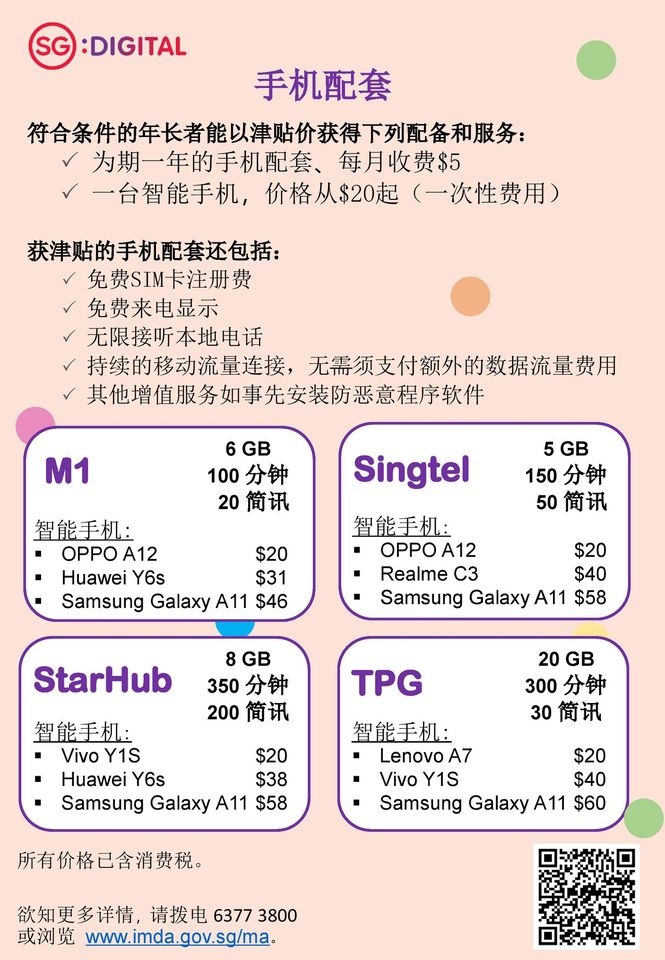 SG:DIGITAL
手机配套
符合条件的年长者能以津贴价获得下列配备和服务：
✓ 为期一年的手机配套、每月收费$5
✓ 一台智能手机，价格从$20起（一次性费用）
获津贴的手机配套还包括：
✓ 免费SIM卡注册费
✓ 免费来电显示
✓ 无限接听本地电话
✓ 持续的移动流量连接，无需须支付额外的数据流量费用
✓ 其他增值服务如事先安装防恶意程序软件
M1
6 GB
100 分钟
20 简讯
智能手机：
▪ OPPO A12 $20
▪ Huawei Y6s $31
▪ Samsung Galaxy A11 $46
Singtel
5 GB
150 分钟
50 简讯
智能手机：
▪ OPPO A12 $20
▪ Realme C3 $40
▪ Samsung Galaxy A11 $58
StarHub
8 GB
350 分钟
200 简讯
智能手机：
▪ Vivo Y1S $20
▪ Huawei Y6s $38
▪ Samsung Galaxy A11 $58
TPG
20 GB
300 分钟
30 简讯
智能手机：
▪ Lenovo A7 $20
▪ Vivo Y1S $40
▪ Samsung Galaxy A11 $60
所有价格已含消费税。
欲知更多详情，请拨电 6377 3800
或浏览 www.imda.gov.sg/ma。